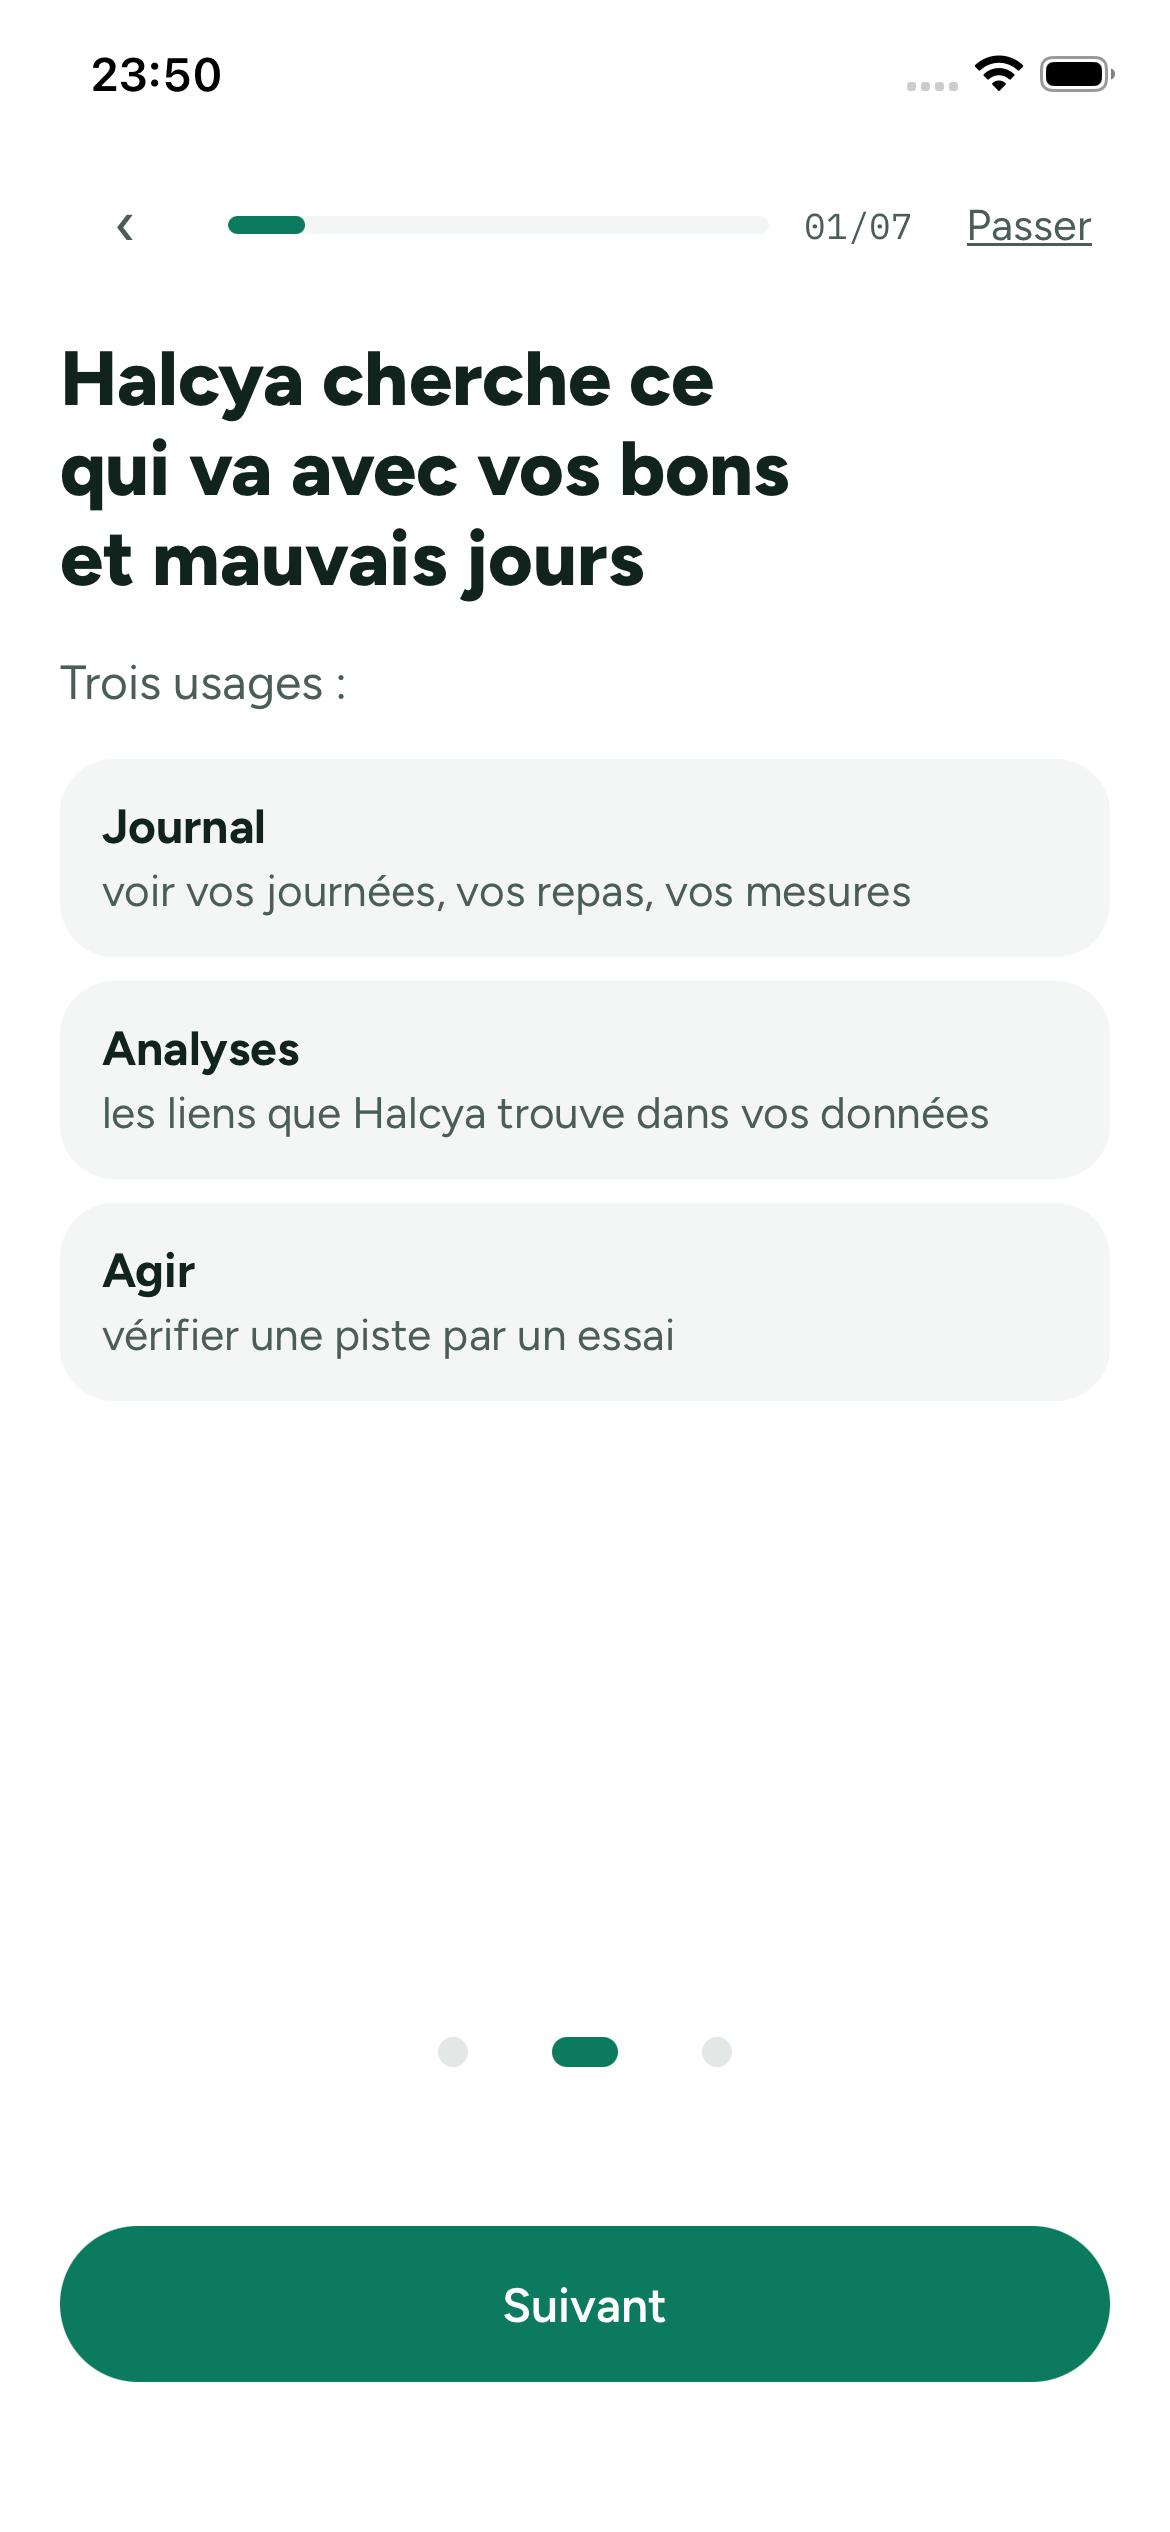 23:50
01/07 Passer
Halcya cherche ce
qui va avec vos bons
et mauvais jours
Trois usages :
Journal
voir vos journées, vos repas, vos mesures
Analyses
les liens que Halcya trouve dans vos données
Agir
vérifier une piste par un essai
Suivant